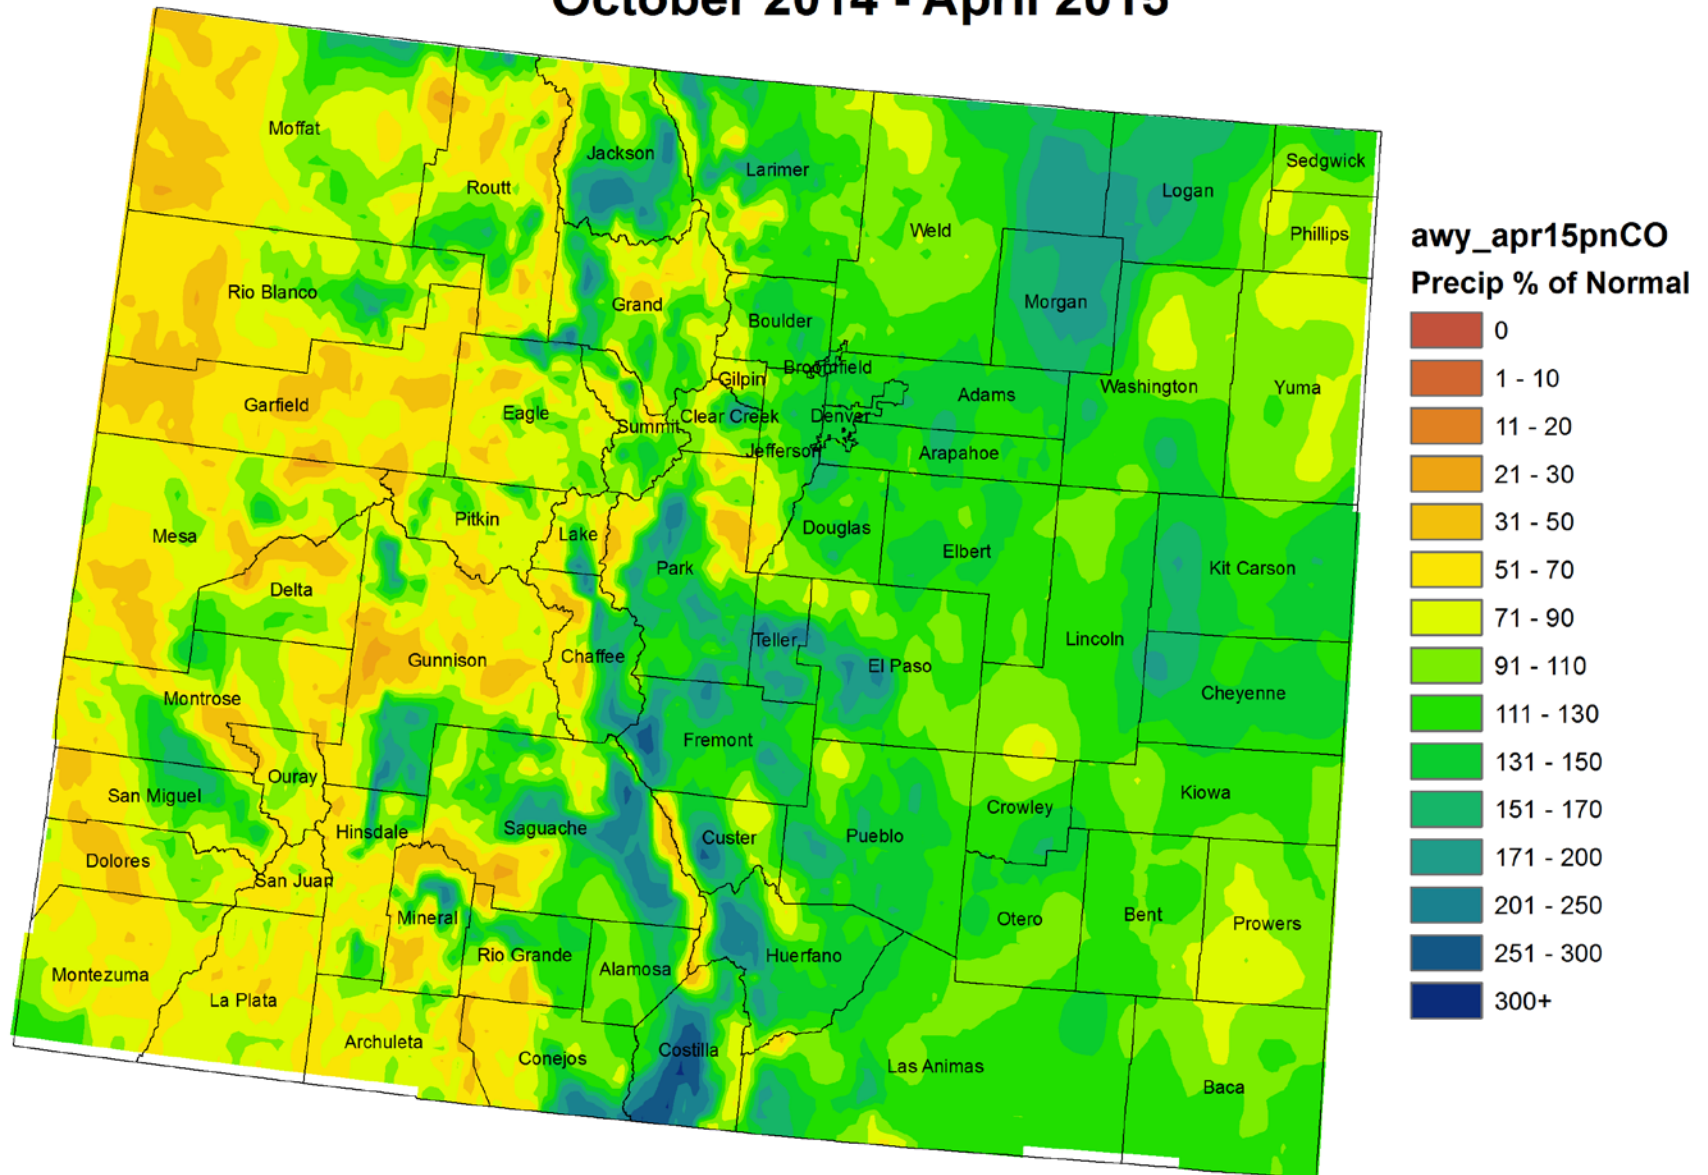 October 2014 - April 2015
Moffat
Routt
Jackson
Larimer
Weld
Logan
Sedgwick
Phillips
Rio Blanco
Grand
Boulder
Morgan
Washington
Yuma
Garfield
Eagle
Summit
Gilpin
Clear Creek
Broomfield
Denver
Jefferson
Adams
Arapahoe
Mesa
Pitkin
Lake
Park
Douglas
Elbert
Kit Carson
Delta
Gunnison
Chaffee
Teller
El Paso
Lincoln
Cheyenne
Montrose
Ouray
Fremont
San Miguel
Hinsdale
Saguache
Custer
Pueblo
Crowley
Kiowa
Dolores
San Juan
Mineral
Rio Grande
Alamosa
Huerfano
Otero
Bent
Prowers
Montezuma
La Plata
Archuleta
Conejos
Costilla
Las Animas
Baca
awy_apr15pnCO
Precip % of Normal
0
1 - 10
11 - 20
21 - 30
31 - 50
51 - 70
71 - 90
91 - 110
111 - 130
131 - 150
151 - 170
171 - 200
201 - 250
251 - 300
300+